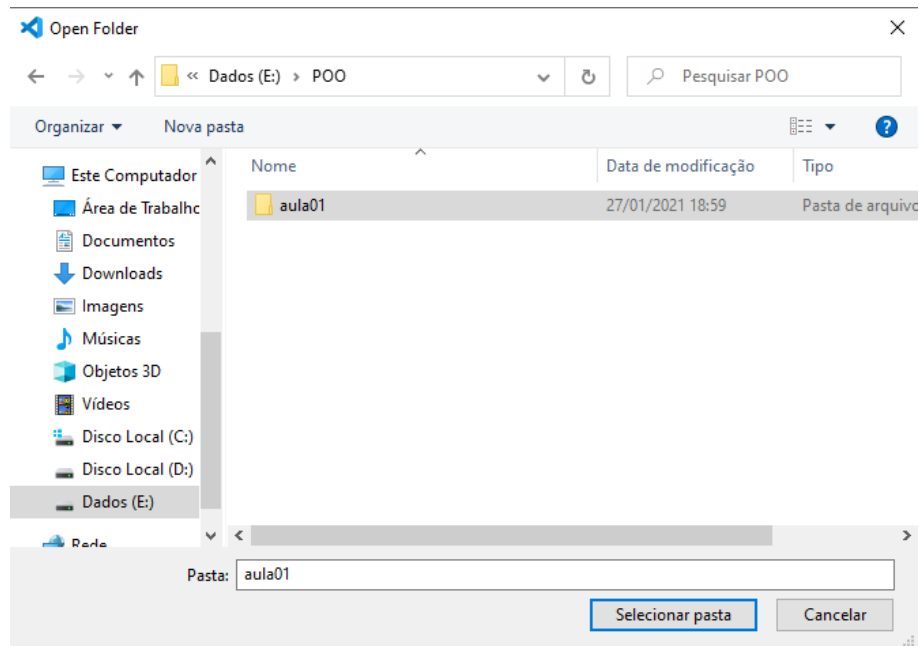 Open Folder
« Dados (E:) › POO
Pesquisar POO
Organizar
Nova pasta
?
Nome
Data de modificação
Tipo
Este Computador
aula01
27/01/2021 18:59
Pasta de arquivo
Área de Trabalhc
Documentos
Downloads
Imagens
Músicas
Objetos 3D
Vídeos
Disco Local (C:)
Disco Local (D:)
Dados (E:)
Rede
Pasta:
aula01
Selecionar pasta
Cancelar